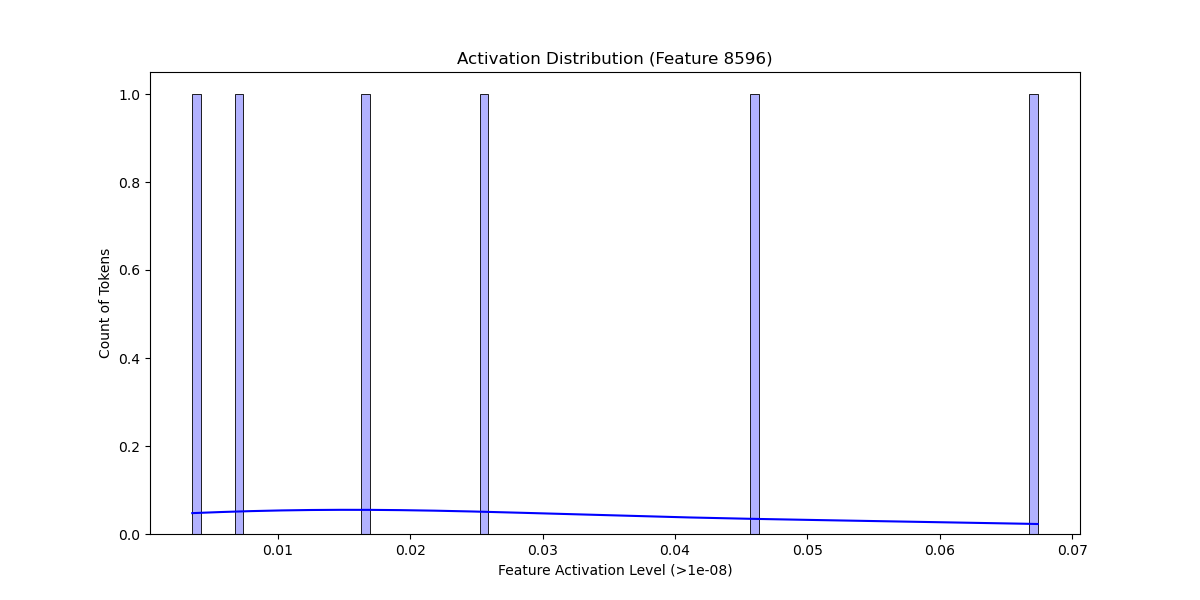 Activation Distribution (Feature 8596)
1.0
0.8
0.6
0.4
0.2
0.0
Count of Tokens
0.01 0.02 0.03 0.04 0.05 0.06 0.07
Feature Activation Level (>1e-08)